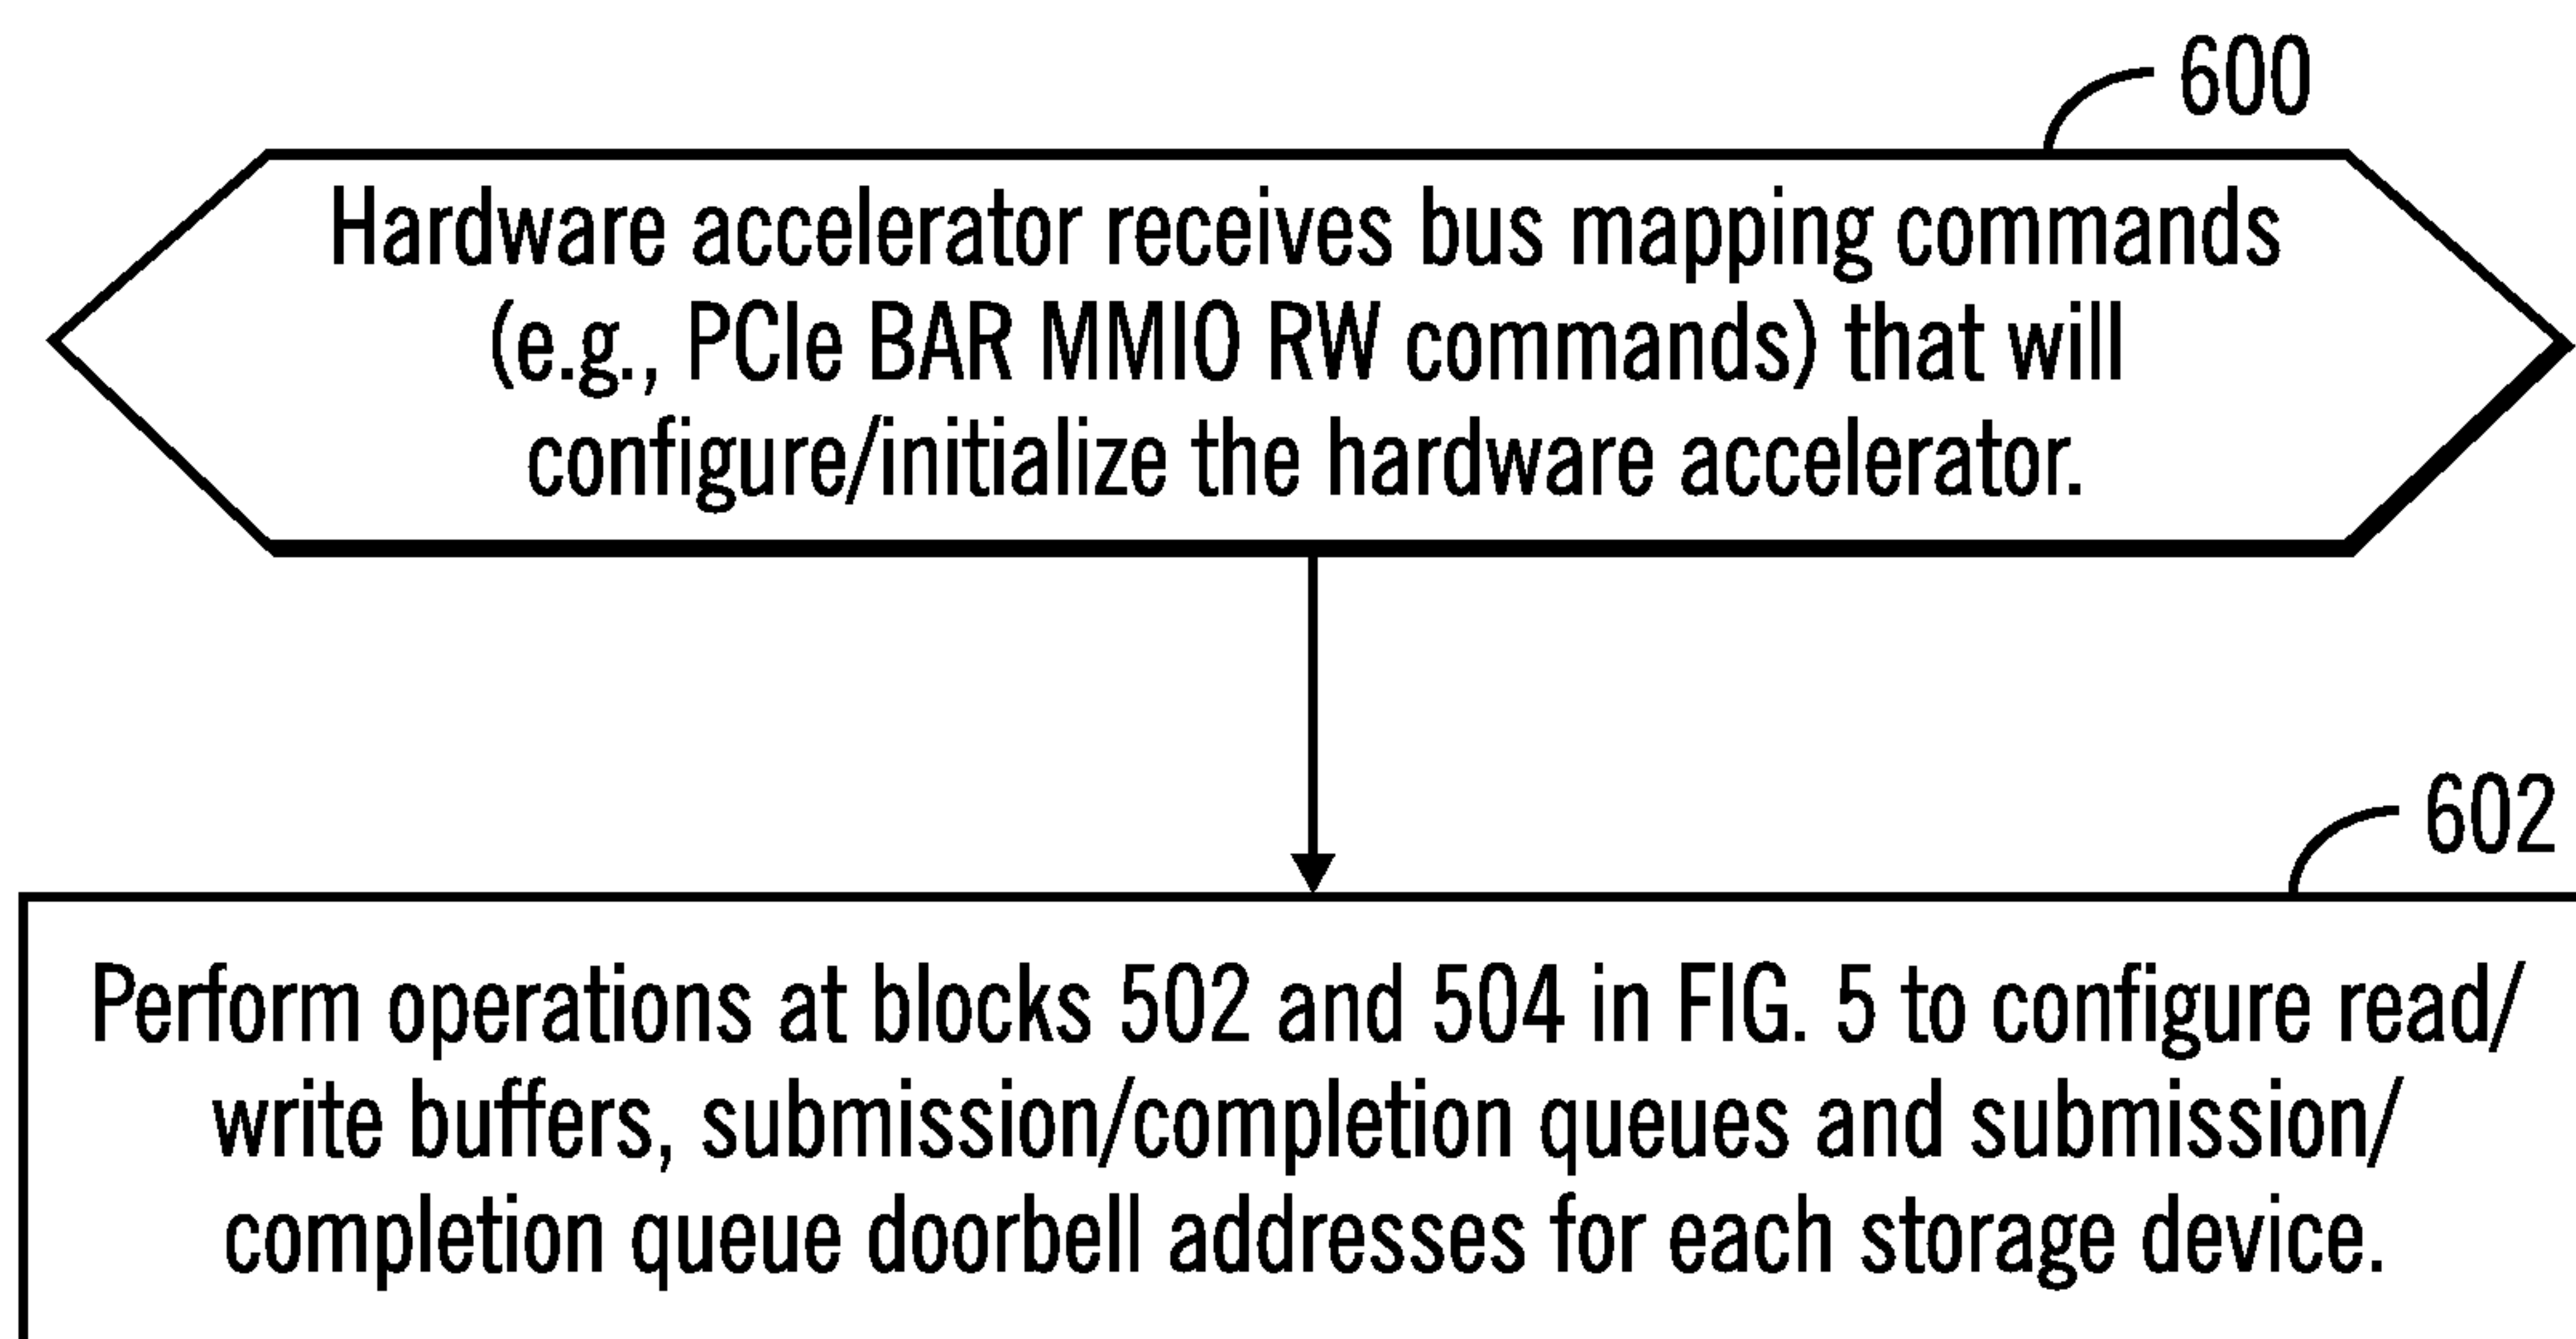 600
Hardware accelerator receives bus mapping commands
(e.g., PCIe BAR MMIO RW commands) that will
configure/initialize the hardware accelerator.
602
Perform operations at blocks 502 and 504 in FIG. 5 to configure read/
write buffers, submission/completion queues and submission/
completion queue doorbell addresses for each storage device.